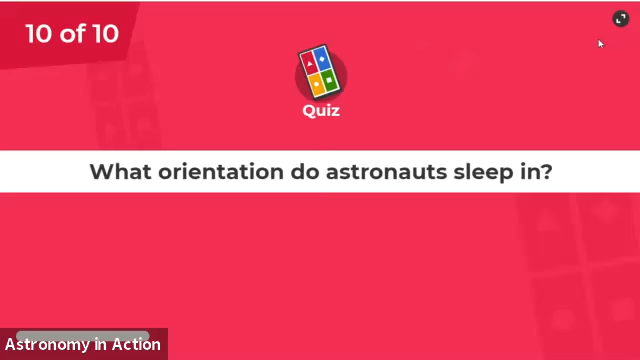 10 of 10
Quiz
What orientation do astronauts sleep in?
Astronomy in Action